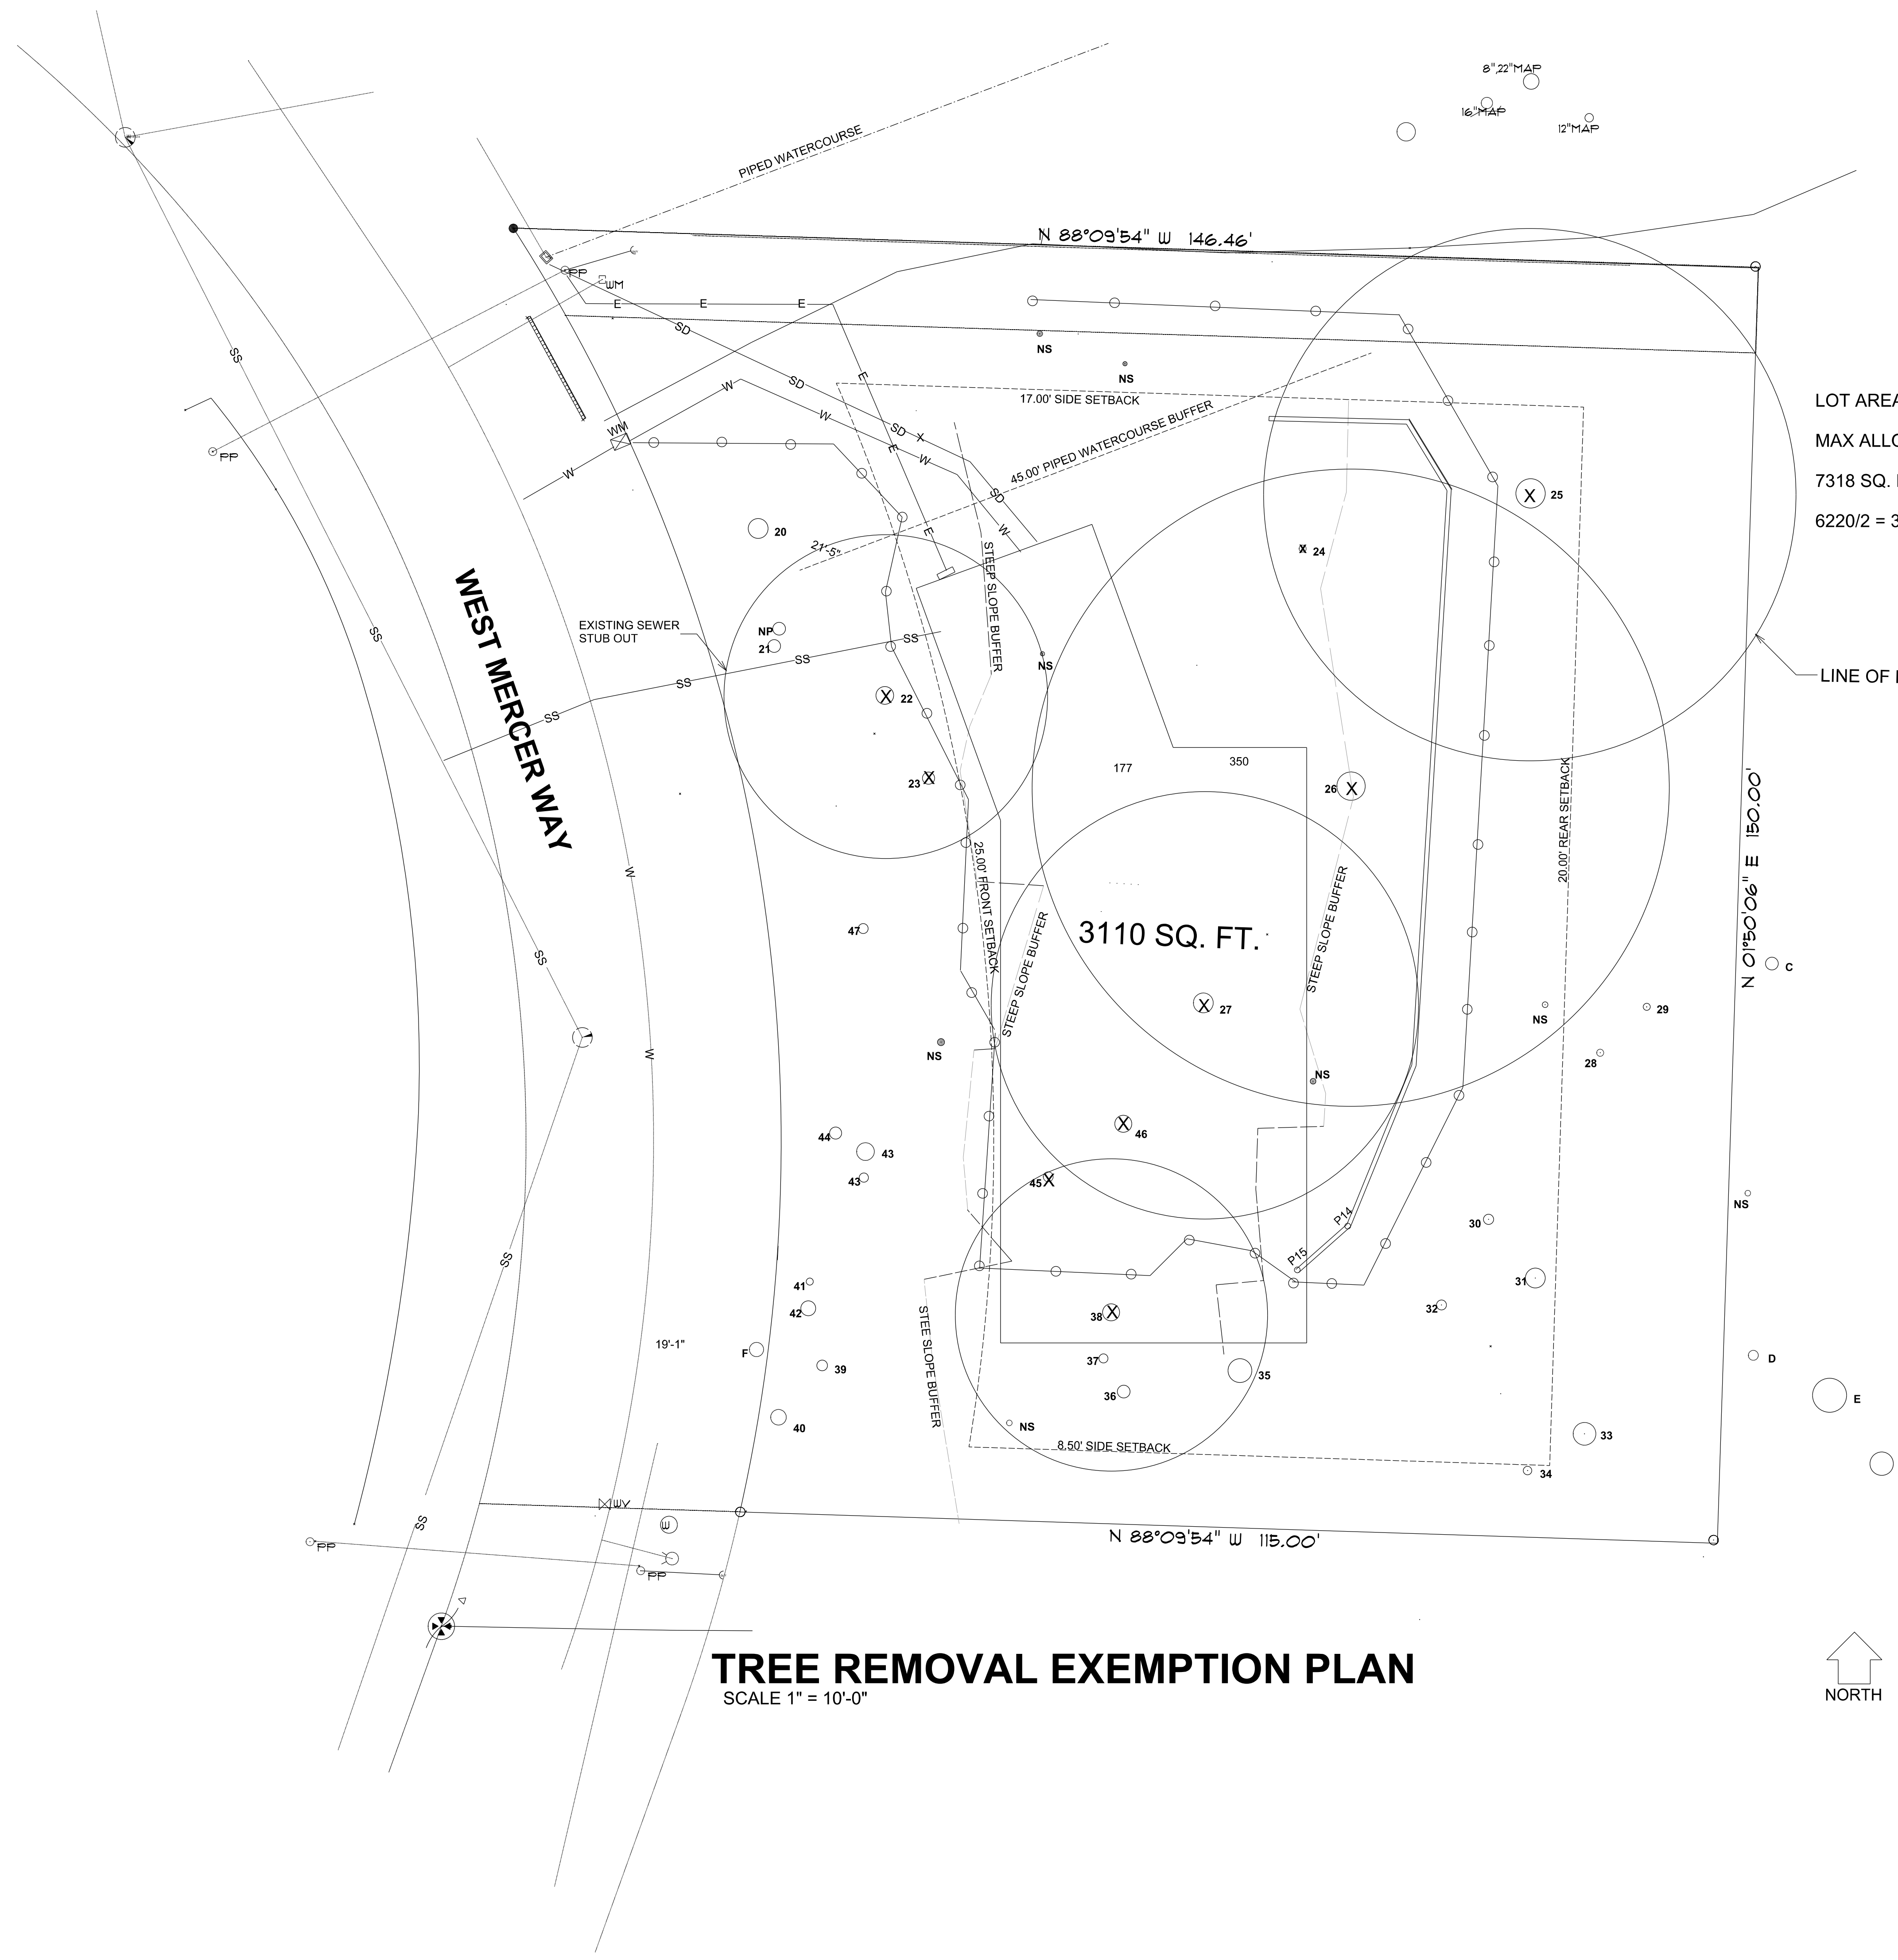 8",22"MAP
16"MAP
12"MAP
PIPED WATERCOURSE
N 88°09'54" W 146.46'
PP
WM
E E E
SD
NS
NS
SS
E
SD
W
17.00' SIDE SETBACK
LOT AREA
W
SD
X
45.00' PIPED WATERCOURSE BUFFER
WM
MAX ALLO
PP
E
W
W
7318 SQ.
SD
X 25
6220/2 = 3
20
W
E
21'-5"
X 24
STEEP SLOPE BUFFER
EXISTING SEWER
STUB OUT
NP
21
SS
SS
SS
NS
SS
LINE OF
X 22
WEST MERCER WAY
SS
177
350
23 X
26 X
20.00' REAR SETBACK
N 01°50'06" E 150.00'
W
25.00' FRONT SETBACK
STEEP SLOPE BUFFER
3110 SQ. FT.
STEEP SLOPE BUFFER
47
SS
C
X 27
NS
29
W
NS
28
NS
X 46
44
43
43
45 X
NS
P14
30
P15
SS
41
31
42
38 X
32
STEE SLOPE BUFFER
19'-1"
F
39
37
35
D
36
E
40
NS
33
8.50' SIDE SETBACK
34
WV
SS
W
N 88°09'54" W 115.00'
PP
PP
TREE REMOVAL EXEMPTION PLAN
SCALE 1" = 10'-0"
NORTH